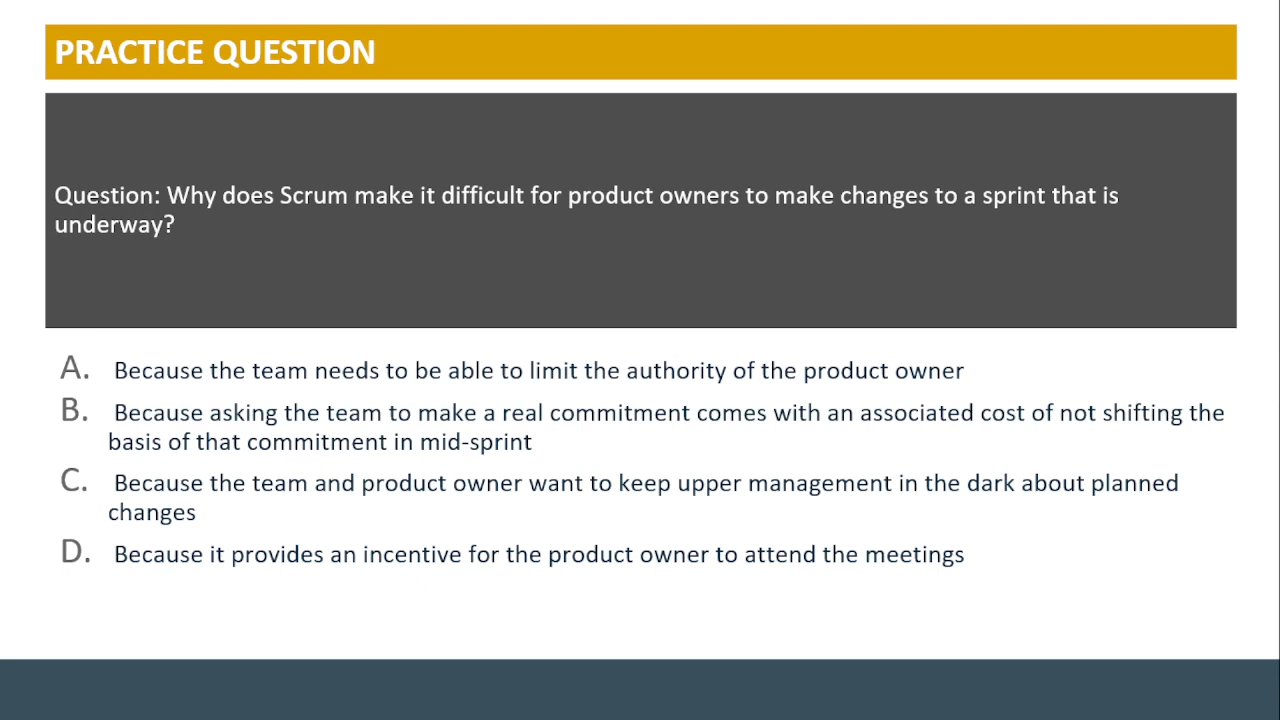 PRACTICE QUESTION
Question: Why does Scrum make it difficult for product owners to make changes to a sprint that is
underway?
A. Because the team needs to be able to limit the authority of the product owner
B. Because asking the team to make a real commitment comes with an associated cost of not shifting the
basis of that commitment in mid-sprint
C. Because the team and product owner want to keep upper management in the dark about planned
changes
D. Because it provides an incentive for the product owner to attend the meetings